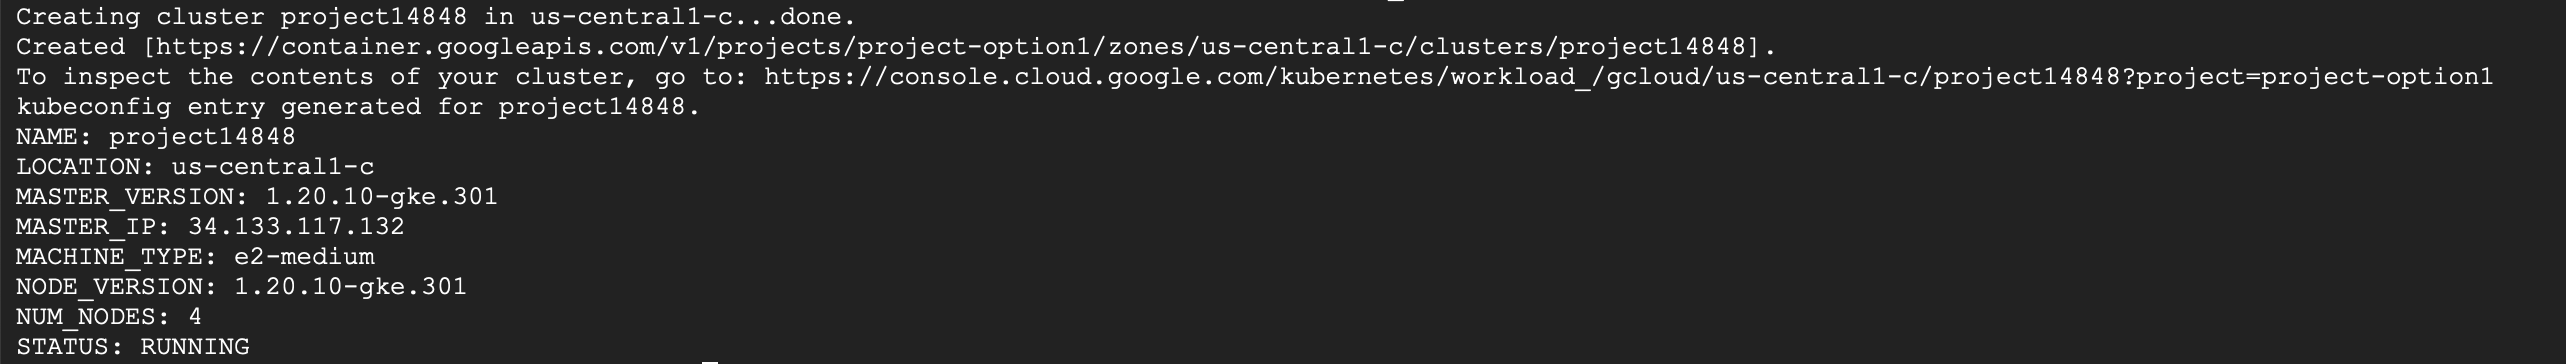 Creating cluster project14848 in us-central1-c...done.
Created [https://container.googleapis.com/v1/projects/project-option1/zones/us-central1-c/clusters/project14848].
To inspect the contents of your cluster, go to: https://console.cloud.google.com/kubernetes/workload_/gcloud/us-central1-c/project14848?project=project-option1
kubeconfig entry generated for project14848.
NAME: project14848
LOCATION: us-central1-c
MASTER_VERSION: 1.20.10-gke.301
MASTER_IP: 34.133.117.132
MACHINE_TYPE: e2-medium
NODE_VERSION: 1.20.10-gke.301
NUM_NODES: 4
STATUS: RUNNING